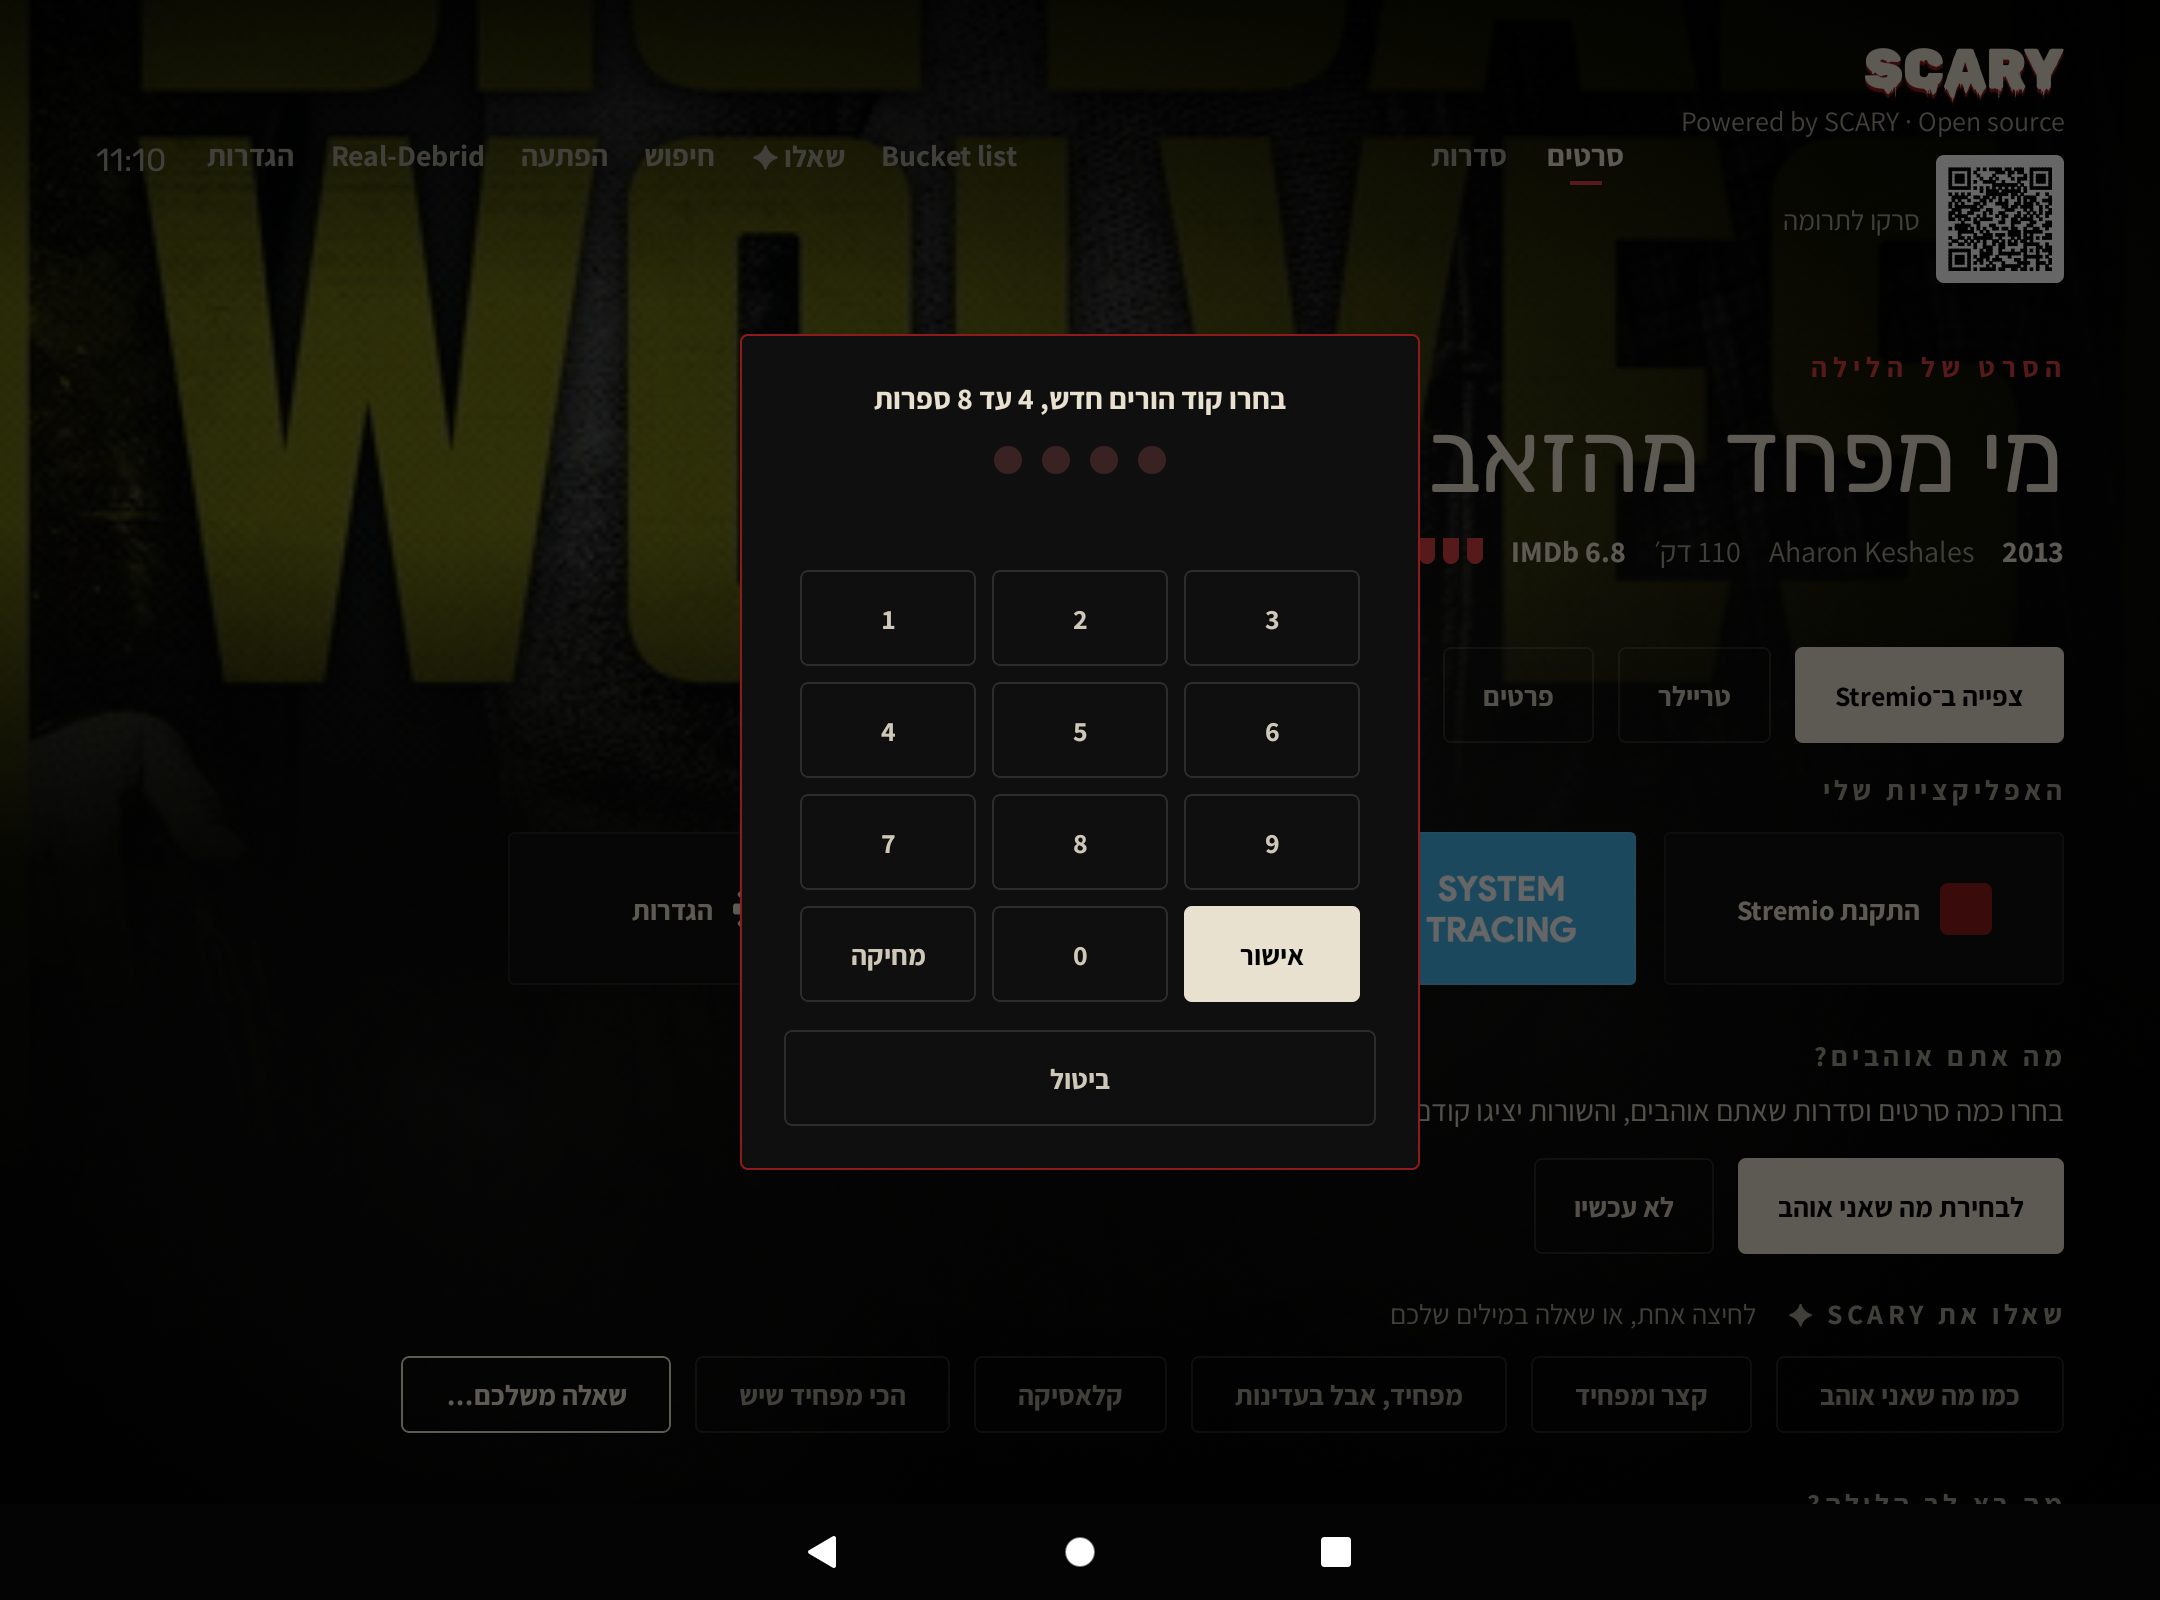 SCARY
Powered by SCARY · Open source
סרטים
סדרות
Bucket list
שאלו
חיפוש
הפתעה
Real-Debrid
הגדרות
11:10
סרקו לתרומה
הסרט של הלילה
מי מפחד מהזאב
2013 Aharon Keshales 110 דק׳ IMDb 6.8
צפייה ב־Stremio
טריילר
פרטים
האפליקציות שלי
התקנת Stremio
SYSTEM
TRACING
הגדרות
מה אתם אוהבים?
בחרו כמה סרטים וסדרות שאתם אוהבים, והשורות יציגו קודם
לבחירת מה שאני אוהב
לא עכשיו
שאלו את SCARY
לחיצה אחת, או שאלה במילים שלכם
כמו מה שאני אוהב
קצר ומפחיד
מפחיד, אבל בעדינות
קלאסיקה
הכי מפחיד שיש
שאלה משלכם...
בחרו קוד הורים חדש, 4 עד 8 ספרות
1 2 3
4 5 6
7 8 9
מחיקה 0 אישור
ביטול